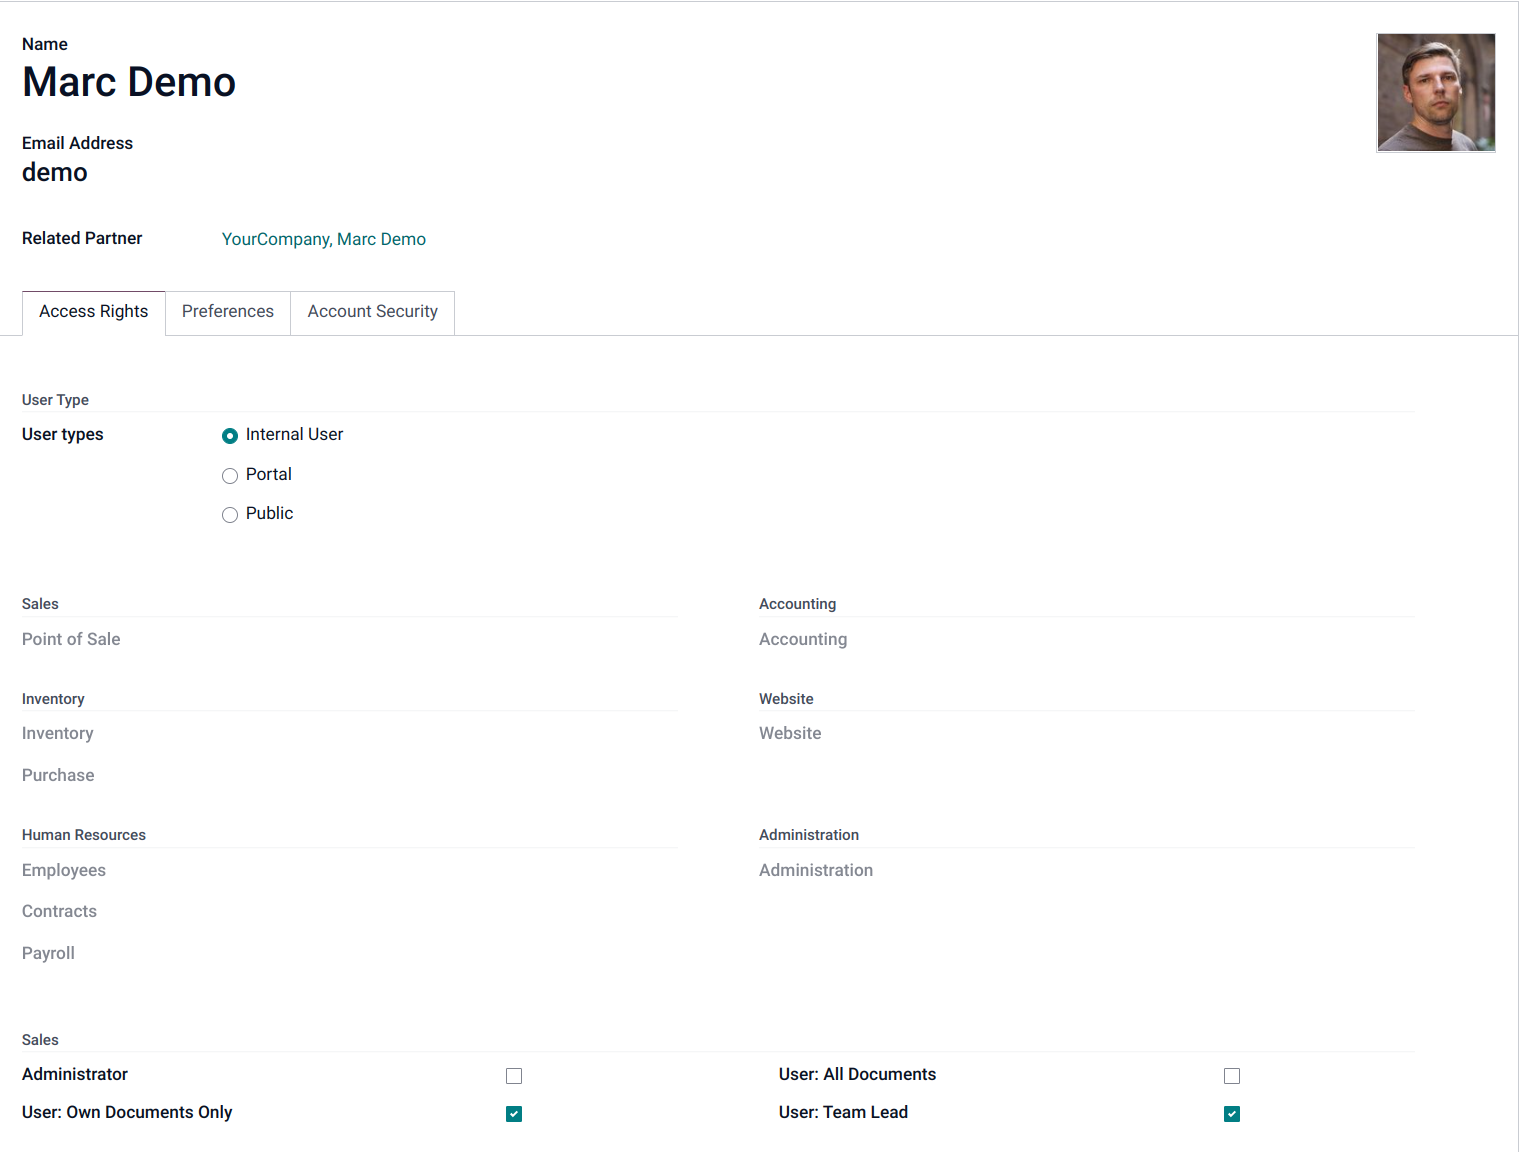 Name
Marc Demo
Email Address
demo
Related Partner YourCompany, Marc Demo
Access Rights Preferences Account Security
User Type
User types Internal User
Portal
Public
Sales Accounting
Point of Sale Accounting
Inventory Website
Inventory Website
Purchase
Human Resources Administration
Employees Administration
Contracts
Payroll
Sales
Administrator User: All Documents
User: Own Documents Only User: Team Lead